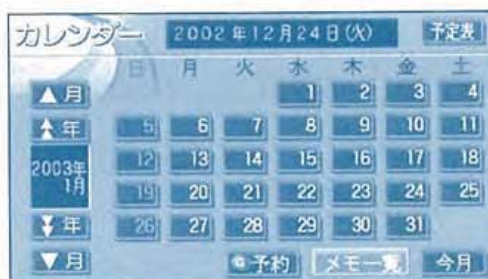 カレンダー 2002年12月24日(火) 予定表
日 月 火 水 木 金 土
▲月 1 2 3 4
年 5 6 7 8 9 10 11
2003年 1月 12 13 14 15 16 17 18
19 20 21 22 23 24 25
年 26 27 28 29 30 31
▼月 予約 メモ一覧 今月